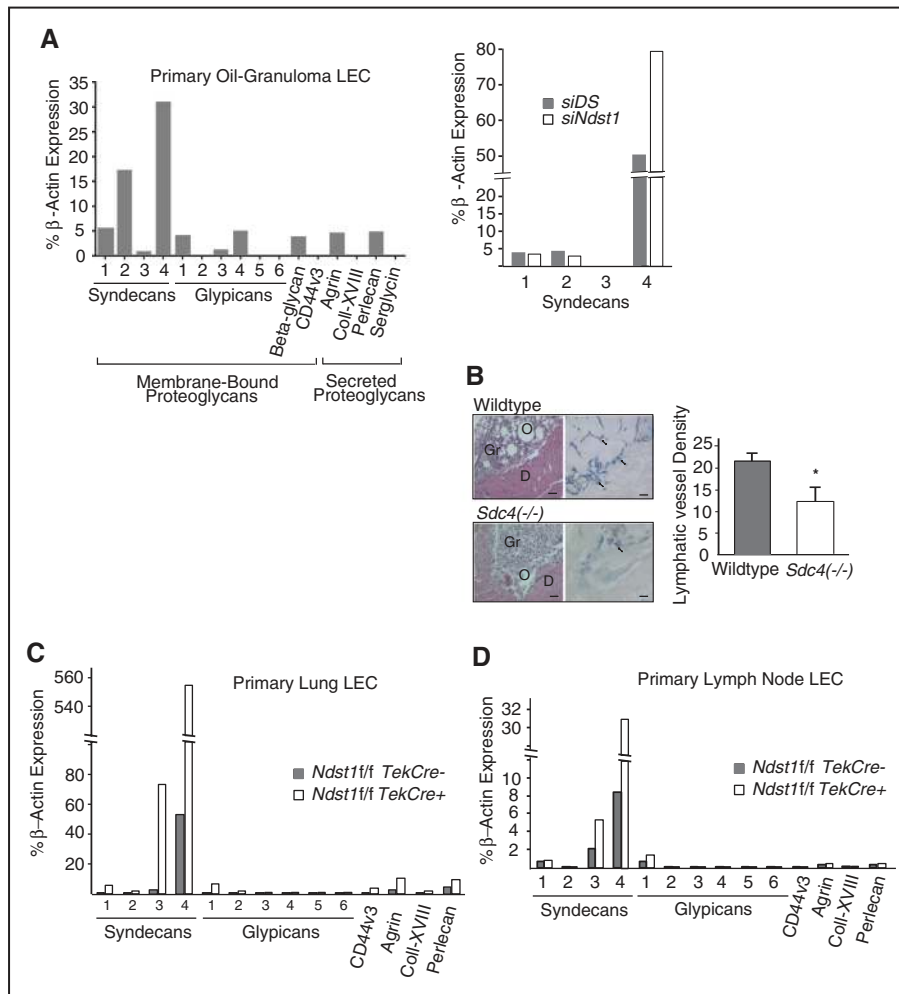 A
Primary Oil-Granuloma LEC
% β-Actin Expression
35
30
25
20
15
10
5
0
1 2 3 4 1 2 3 4 5 6
Syndecans
Glypicans
Beta-glycan
CD44v3
Agrin
Coll-XVIII
Perlecan
Serglycin
Membrane-Bound
Proteoglycans
Secreted
Proteoglycans
% β -Actin Expression
80
70
60
50
20
15
10
5
siDS
siNdst1
1 2 3 4
Syndecans
B
Wildtype
O
Gr
D
Sdc4(-/-)
Gr
O
D
Lymphatic vessel Density
25
20
15
10
5
0
*
Wildtype Sdc4(-/-)
C
Primary Lung LEC
% β–Actin Expression
560
540
80
60
40
20
Ndst1f/f TekCre-
Ndst1f/f TekCre+
1 2 3 4 1 2 3 4 5 6
Syndecans
Glypicans
CD44v3
Agrin
Coll-XVIII
Perlecan
D
Primary Lymph Node LEC
% β–Actin Expression
32
30
10
8
6
4
2
Ndst1f/f TekCre-
Ndst1f/f TekCre+
1 2 3 4 1 2 3 4 5 6
Syndecans
Glypicans
CD44v3
Agrin
Coll-XVIII
Perlecan